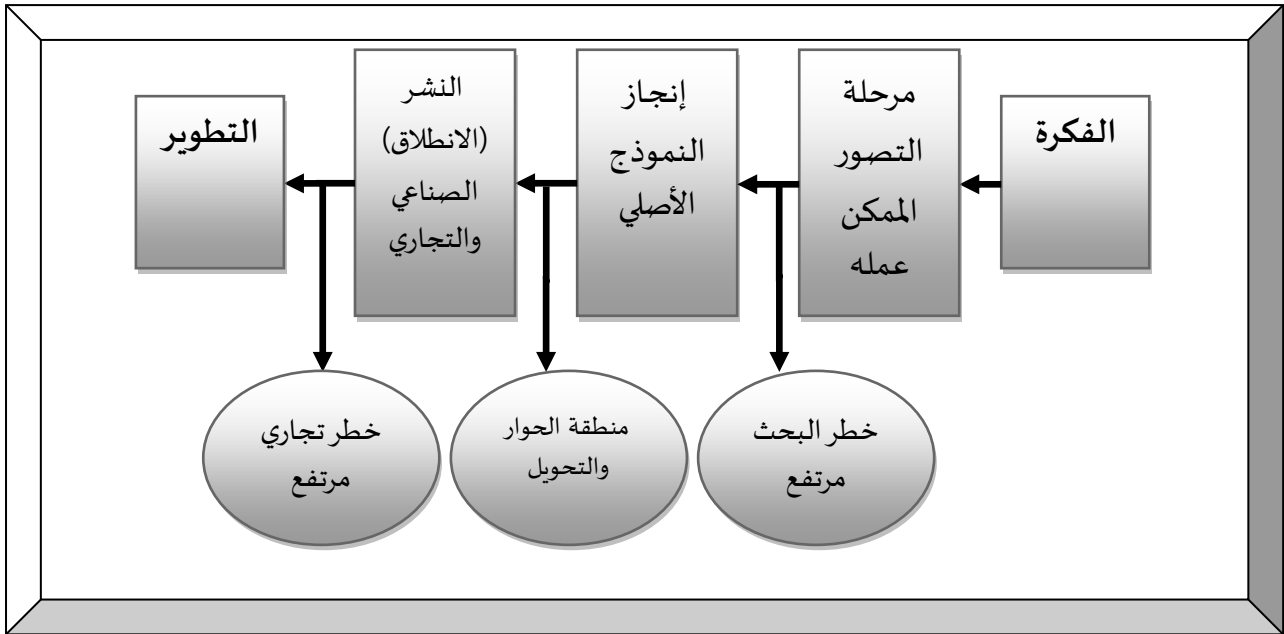 الفكرة
مرحلة
التصور
الممكن
عمله
إنجاز
النموذج
الأصلي
النشر
(الانطلاق)
الصناعي
والتجاري
التطوير
خطر البحث
مرتفع
منطقة الحوار
والتحويل
خطر تجاري
مرتفع